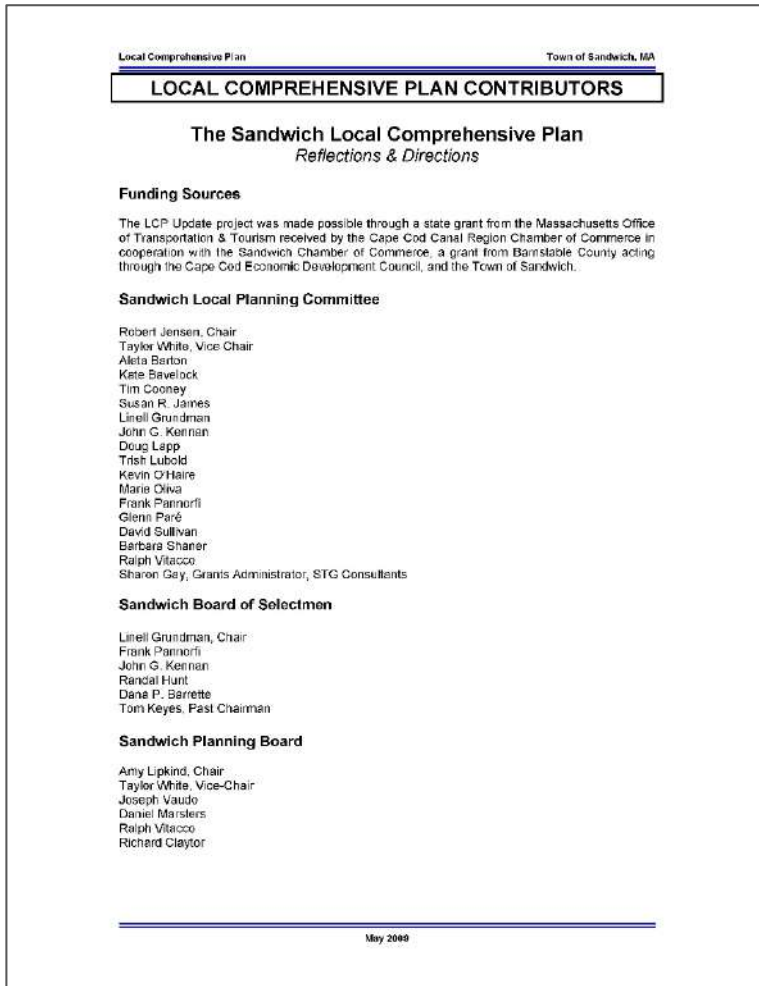 Local Comprehensive Plan
Town of Sandwich, MA
LOCAL COMPREHENSIVE PLAN CONTRIBUTORS
The Sandwich Local Comprehensive Plan
Reflections & Directions
Funding Sources
The LCP Update project was made possible through a state grant from the Massachusetts Office
of Transportation & Tourism received by the Cape Cod Canal Region Chamber of Commerce in
cooperation with the Sandwich Chamber of Commerce, a grant from Barnstable County acting
through the Cape Cod Economic Development Council, and the Town of Sandwich.
Sandwich Local Planning Committee
Robert Jensen, Chair
Taylor White, Vice Chair
Aleta Barton
Kate Bavelock
Tim Cooney
Susan R. James
Linell Grundman
John G. Kennan
Doug Lapp
Trish Lubold
Kevin O'Haire
Marie Oliva
Frank Pannorfi
Glenn Paré
David Sullivan
Barbara Shaner
Ralph Vitacco
Sharon Gay, Grants Administrator, STG Consultants
Sandwich Board of Selectmen
Linell Grundman, Chair
Frank Pannorfi
John G. Kennan
Randal Hunt
Dana P. Barrette
Tom Keyes, Past Chairman
Sandwich Planning Board
Amy Lipkind, Chair
Taylor White, Vice-Chair
Joseph Vaudo
Daniel Marsters
Ralph Vitacco
Richard Claytor
May 2009